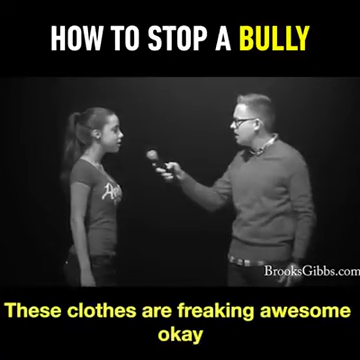 HOW TO STOP A BULLY
BrooksGibbs.com
These clothes are freaking awesome
okay